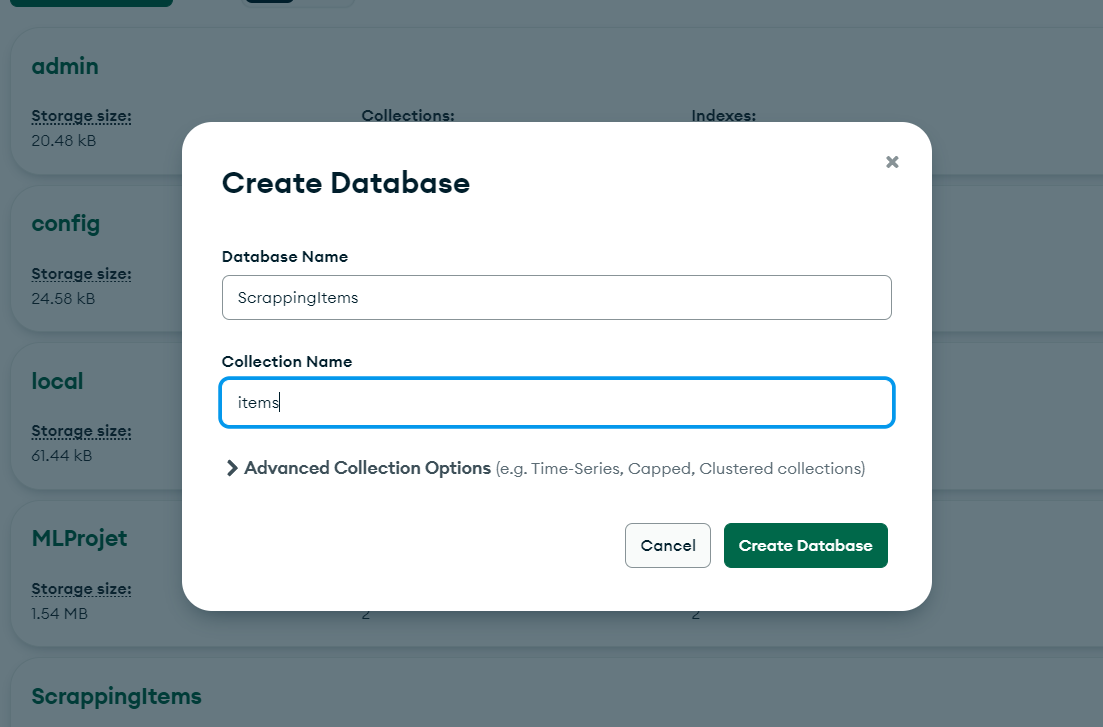 admin
Storage size: Collections: Indexes:
20.48 kB
Create Database
config
Database Name
Storage size:
24.58 kB
ScrappingItems
Collection Name
local
items
Storage size:
61.44 kB
Advanced Collection Options (e.g. Time-Series, Capped, Clustered collections)
MLProjet
Cancel Create Database
Storage size:
1.54 MB 2 2
ScrappingItems